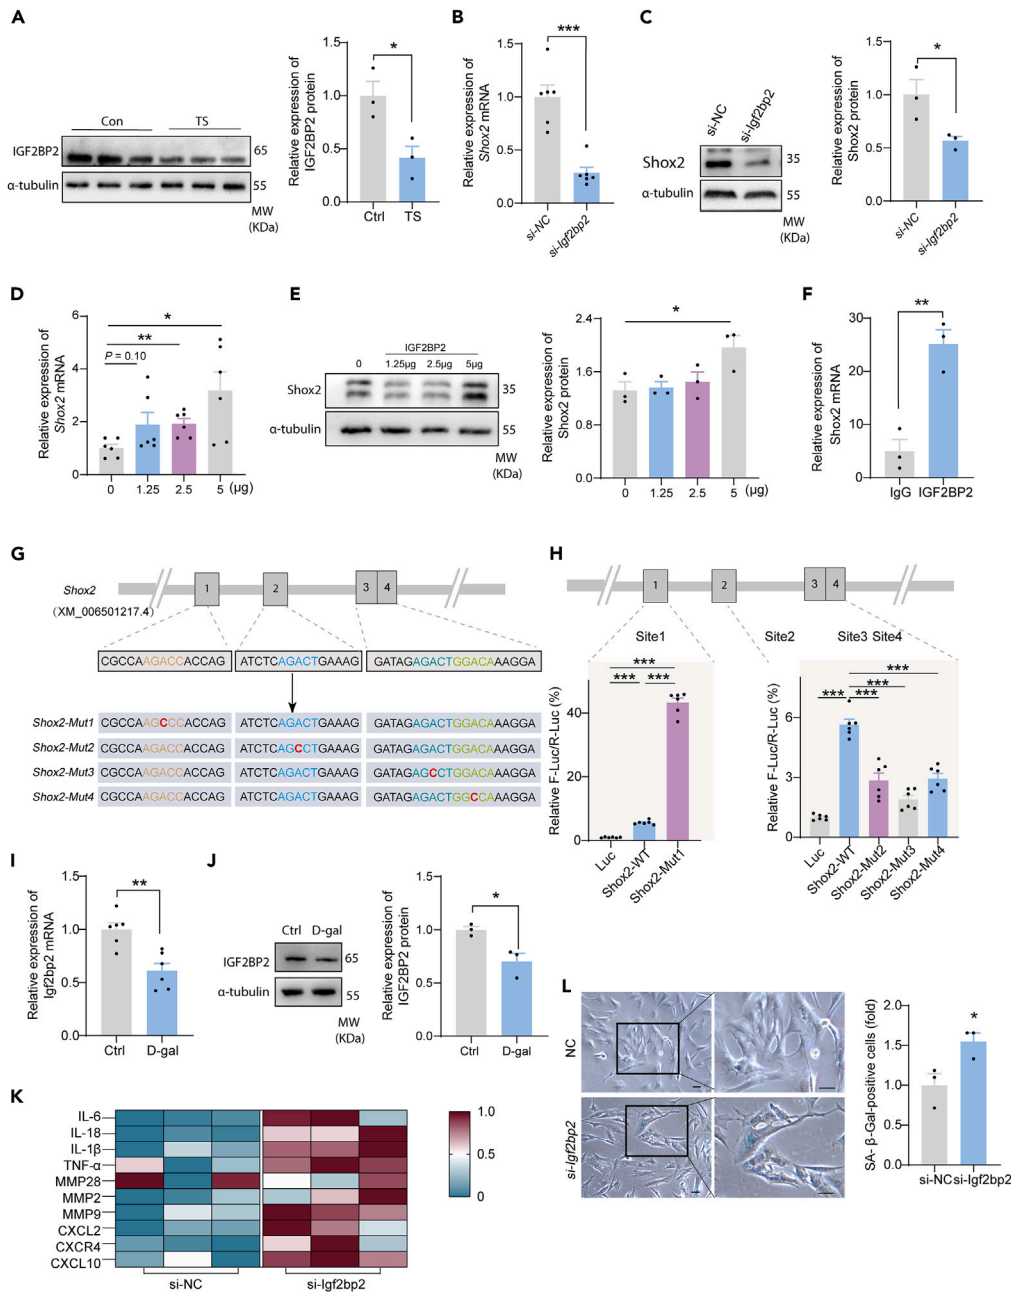 A
Con
TS
IGF2BP2
65
α-tubulin
55
MW
(KDa)
Relative expression of
IGF2BP2 protein
1.5
1.0
0.5
0.0
*
Ctrl
TS
B
Relative expression of
Shox2 mRNA
1.5
1.0
0.5
0.0
***
si-NC
si-Igf2bp2
C
si-NC
si-Igf2bp2
Shox2
35
α-tubulin
55
MW
(KDa)
Relative expression of
Shox2 protein
1.5
1.0
0.5
0.0
*
si-NC
si-Igf2bp2
D
Relative expression of
Shox2 mRNA
6
4
2
0
*
**
P = 0.10
0
1.25
2.5
5
(μg)
E
IGF2BP2
0
1.25μg
2.5μg
5μg
Shox2
35
α-tubulin
55
MW
(KDa)
Relative expression of
Shox2 protein
2.4
1.8
1.2
0.6
0
*
0
1.25
2.5
5
(μg)
F
Relative expression of
Shox2 mRNA
30
20
10
0
**
IgG
IGF2BP2
G
Shox2
(XM_006501217.4)
1
2
3
4
CGCCAAGACCACCAG
ATCTCAGACTGAAAG
GATAGAGACTGGACAAAGGA
Shox2-Mut1
CGCCAAGCCCACCAG
ATCTCAGACTGAAAG
GATAGAGACTGGACAAAGGA
Shox2-Mut2
CGCCAAGACCACCAG
ATCTCAGCCTGAAAG
GATAGAGACTGGACAAAGGA
Shox2-Mut3
CGCCAAGACCACCAG
ATCTCAGACTGAAAG
GATAGAGCCTGGACAAAGGA
Shox2-Mut4
CGCCAAGACCACCAG
ATCTCAGACTGAAAG
GATAGAGACTGGCCAAAGGA
H
1
2
3
4
Site1
Site2
Site3 Site4
Relative F-Luc/R-Luc (%)
40
20
0
***
***
***
Luc
Shox2-WT
Shox2-Mut1
Relative F-Luc/R-Luc (%)
6
3
0
***
***
***
***
Luc
Shox2-WT
Shox2-Mut2
Shox2-Mut3
Shox2-Mut4
I
Relative expression of
Igf2bp2 mRNA
1.5
1.0
0.5
0.0
**
Ctrl
D-gal
J
Ctrl
D-gal
IGF2BP2
65
α-tubulin
55
MW
(KDa)
Relative expression of
IGF2BP2 protein
1.5
1.0
0.5
0.0
*
Ctrl
D-gal
K
IL-6
IL-18
IL-1β
TNF-α
MMP28
MMP2
MMP9
CXCL2
CXCR4
CXCL10
si-NC
si-Igf2bp2
1.0
0.5
0
L
NC
si-Igf2bp2
SA- β-Gal-positive cells (fold)
2.0
1.5
1.0
0.5
0.0
*
si-NC
si-Igf2bp2